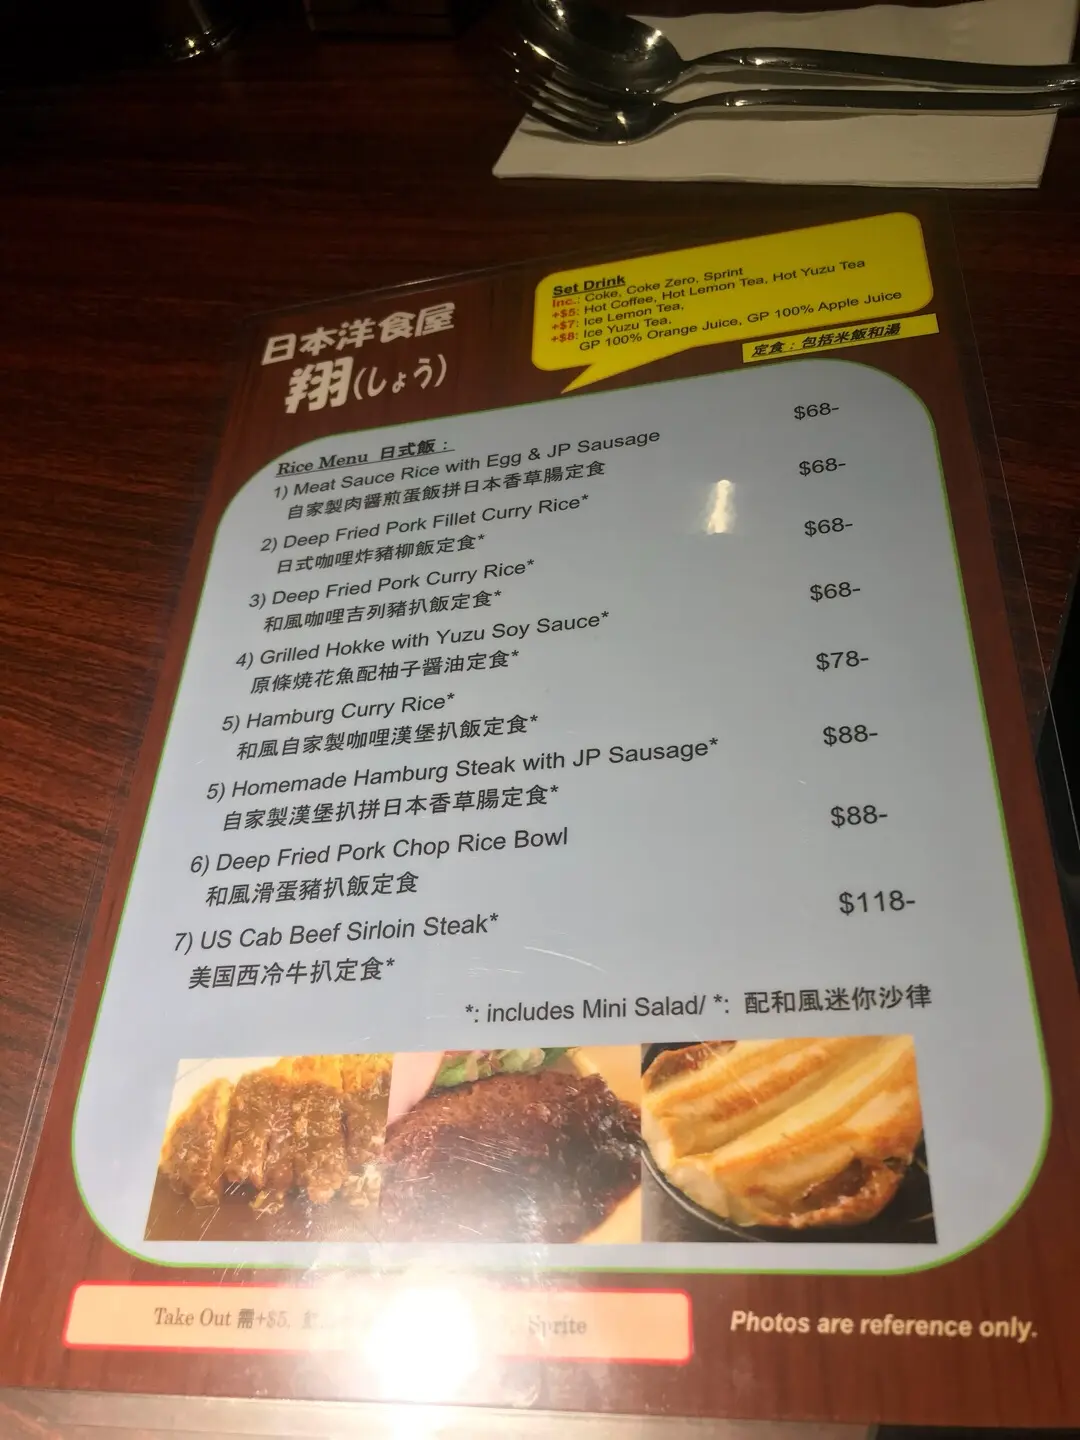 日本洋食屋
翔(しょう)
Set Drink
inc.: Coke, Coke Zero, Sprint
+$5: Hot Coffee, Hot Lemon Tea, Hot Yuzu Tea
+$7: Ice Lemon Tea,
+$8: Ice Yuzu Tea,
GP 100% Orange Juice, GP 100% Apple Juice
定食：包括米飯和湯
Rice Menu 日式飯：
1) Meat Sauce Rice with Egg & JP Sausage $68-
自家製肉醤煎蛋飯拼日本香草腸定食
2) Deep Fried Pork Fillet Curry Rice* $68-
日式咖哩炸豬柳飯定食*
3) Deep Fried Pork Curry Rice* $68-
和風咖哩吉列豬扒飯定食*
4) Grilled Hokke with Yuzu Soy Sauce* $68-
原條燒花魚配柚子醬油定食*
5) Hamburg Curry Rice* $78-
和風自家製咖哩漢堡扒飯定食*
5) Homemade Hamburg Steak with JP Sausage* $88-
自家製漢堡扒拼日本香草腸定食*
6) Deep Fried Pork Chop Rice Bowl $88-
和風滑蛋豬扒飯定食
7) US Cab Beef Sirloin Steak* $118-
美国西冷牛扒定食*
*: includes Mini Salad/ *: 配和風迷你沙律
Take Out 需+$5. Sprite
Photos are reference only.